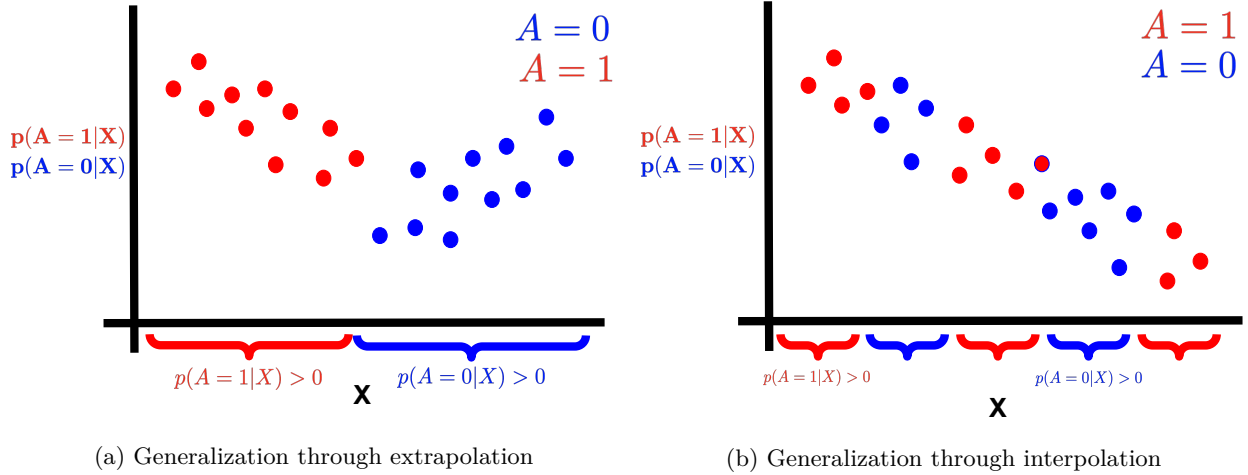 A = 0
A = 1
p(A = 1|X)
p(A = 0|X)
p(A = 1|X) > 0
p(A = 0|X) > 0
X
(a) Generalization through extrapolation
A = 1
A = 0
p(A = 1|X)
p(A = 0|X)
p(A = 1|X) > 0
p(A = 0|X) > 0
X
(b) Generalization through interpolation